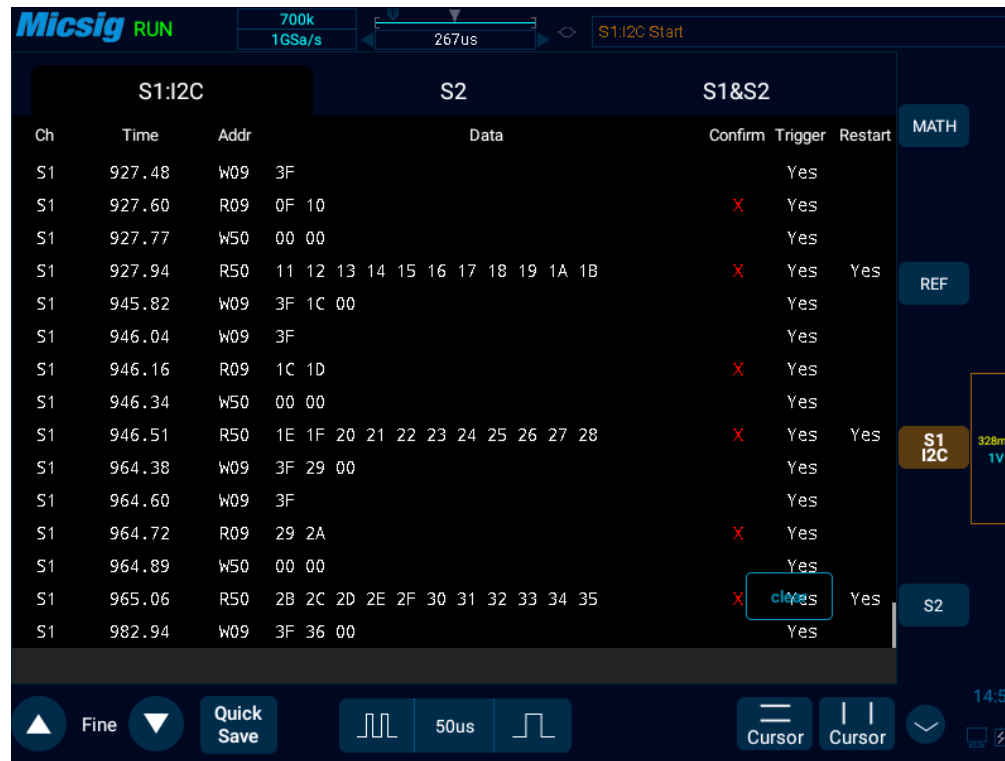 Micsig RUN 700k 1GSa/s 267us S1:I2C Start
S1:I2C S2 S1&S2
Ch Time Addr Data Confirm Trigger Restart
S1 927.48 W09 3F Yes
S1 927.60 R09 0F 10 X Yes
S1 927.77 W50 00 00 Yes
S1 927.94 R50 11 12 13 14 15 16 17 18 19 1A 1B X Yes Yes
S1 945.82 W09 3F 1C 00 Yes
S1 946.04 W09 3F Yes
S1 946.16 R09 1C 1D X Yes
S1 946.34 W50 00 00 Yes
S1 946.51 R50 1E 1F 20 21 22 23 24 25 26 27 28 X Yes Yes
S1 964.38 W09 3F 29 00 Yes
S1 964.60 W09 3F Yes
S1 964.72 R09 29 2A X Yes
S1 964.89 W50 00 00 Yes
S1 965.06 R50 2B 2C 2D 2E 2F 30 31 32 33 34 35 X Yes Yes
S1 982.94 W09 3F 36 00 Yes
clear
MATH
REF
S1 I2C
328m
1V
S2
Fine
Quick Save
50us
Cursor
Cursor
14:5